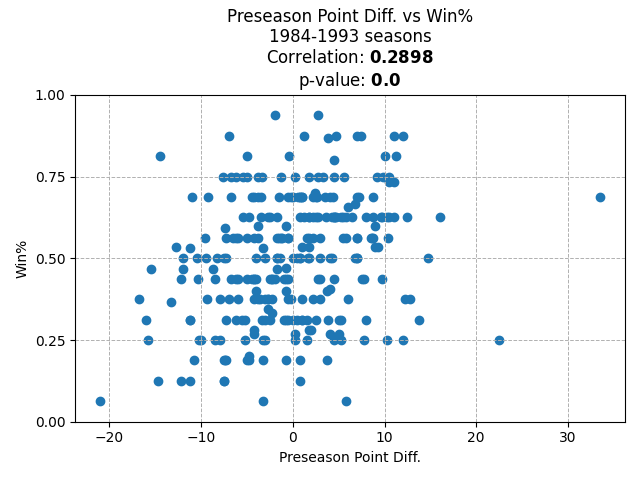 Preseason Point Diff. vs Win%
1984-1993 seasons
Correlation: 0.2898
p-value: 0.0
1.00
0.75
0.50
0.25
0.00
Win%
−20
−10
0
10
20
30
Preseason Point Diff.